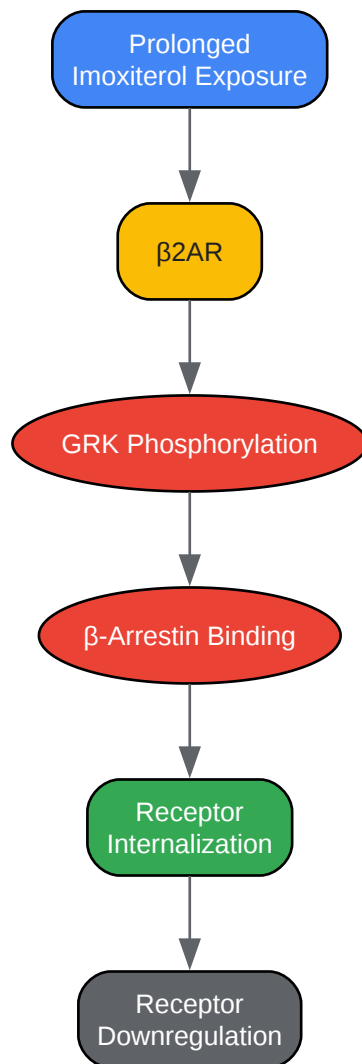 Prolonged
Imoxiterol Exposure
β2AR
GRK Phosphorylation
β-Arrestin Binding
Receptor
Internalization
Receptor
Downregulation